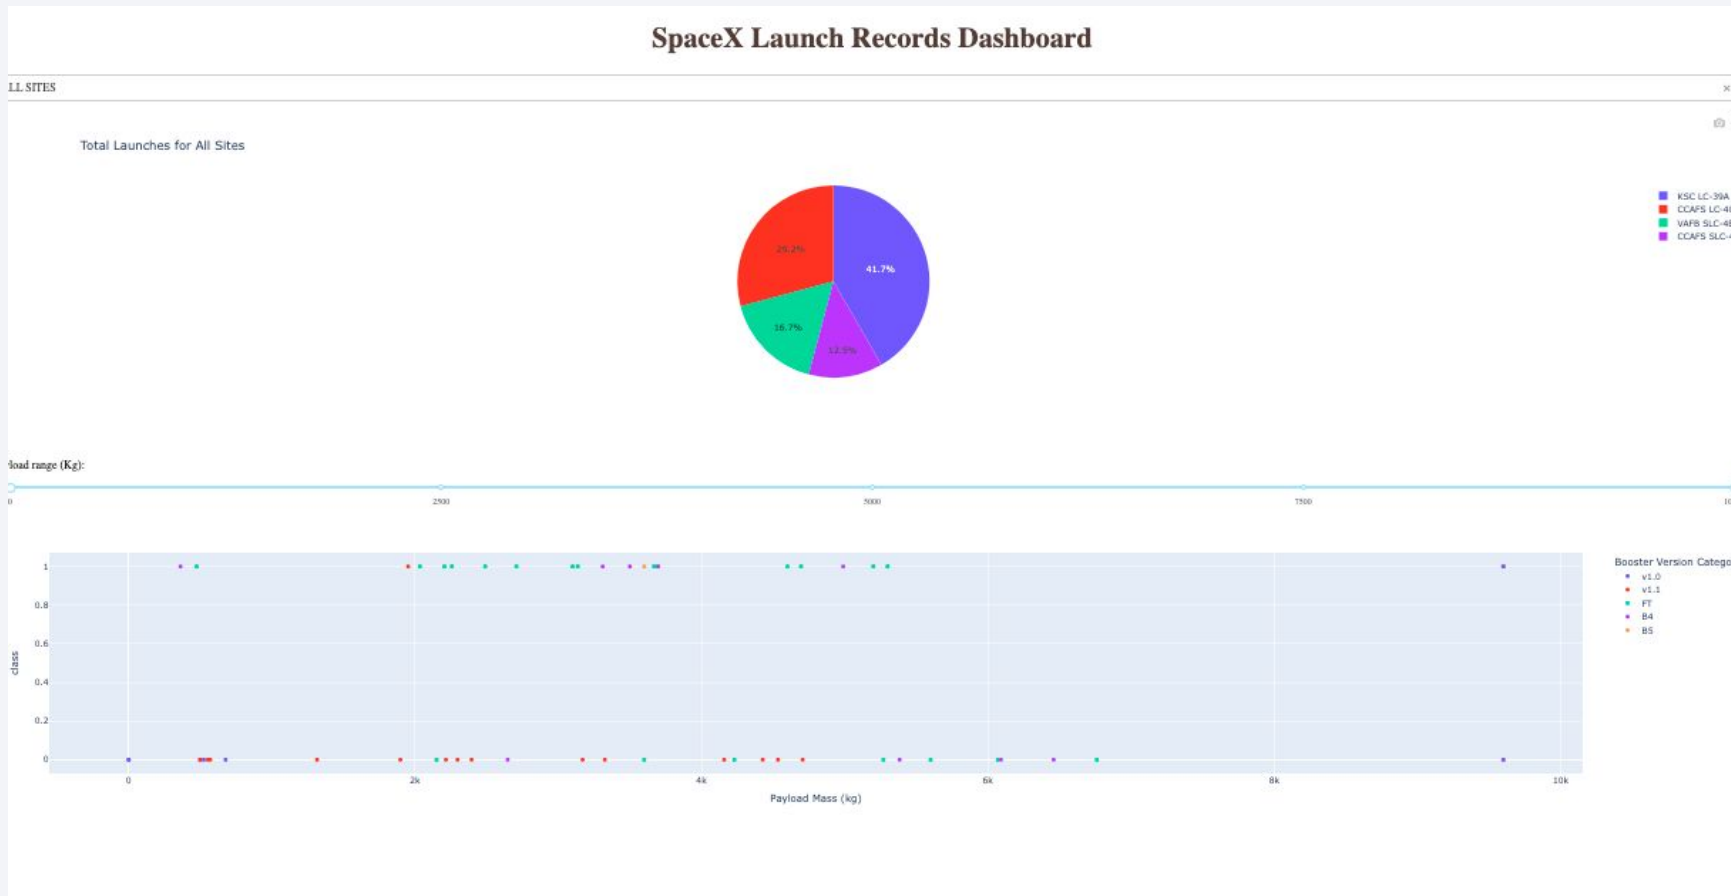 SpaceX Launch Records Dashboard
LL SITES
×
Total Launches for All Sites
29.2%
41.7%
16.7%
12.5%
KSC LC-39A
CCAFS LC-4
VAFB SLC-4
CCAFS SLC-
load range (Kg):
0 2500 5000 7500 10
Booster Version Catego
v1.0
v1.1
FT
B4
B5
class
1
0.8
0.6
0.4
0.2
0
0 2k 4k 6k 8k 10k
Payload Mass (kg)